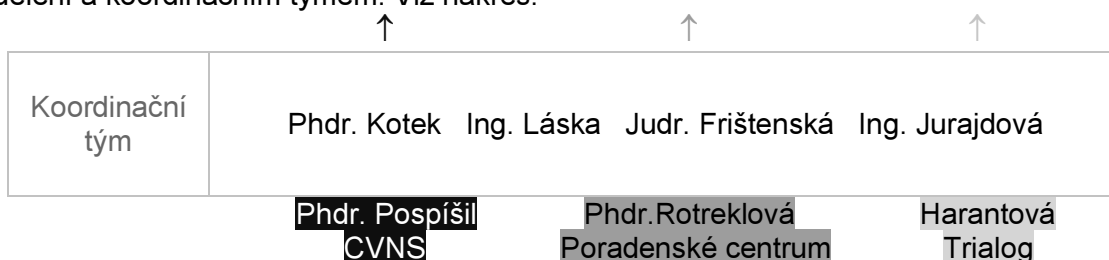 Koordinační
tým
Phdr. Kotek Ing. Láska Judr. Frištenská Ing. Jurajdová
Phdr. Pospíšil Phdr.Rotreklová Harantová
CVNS Poradenské centrum Trialog